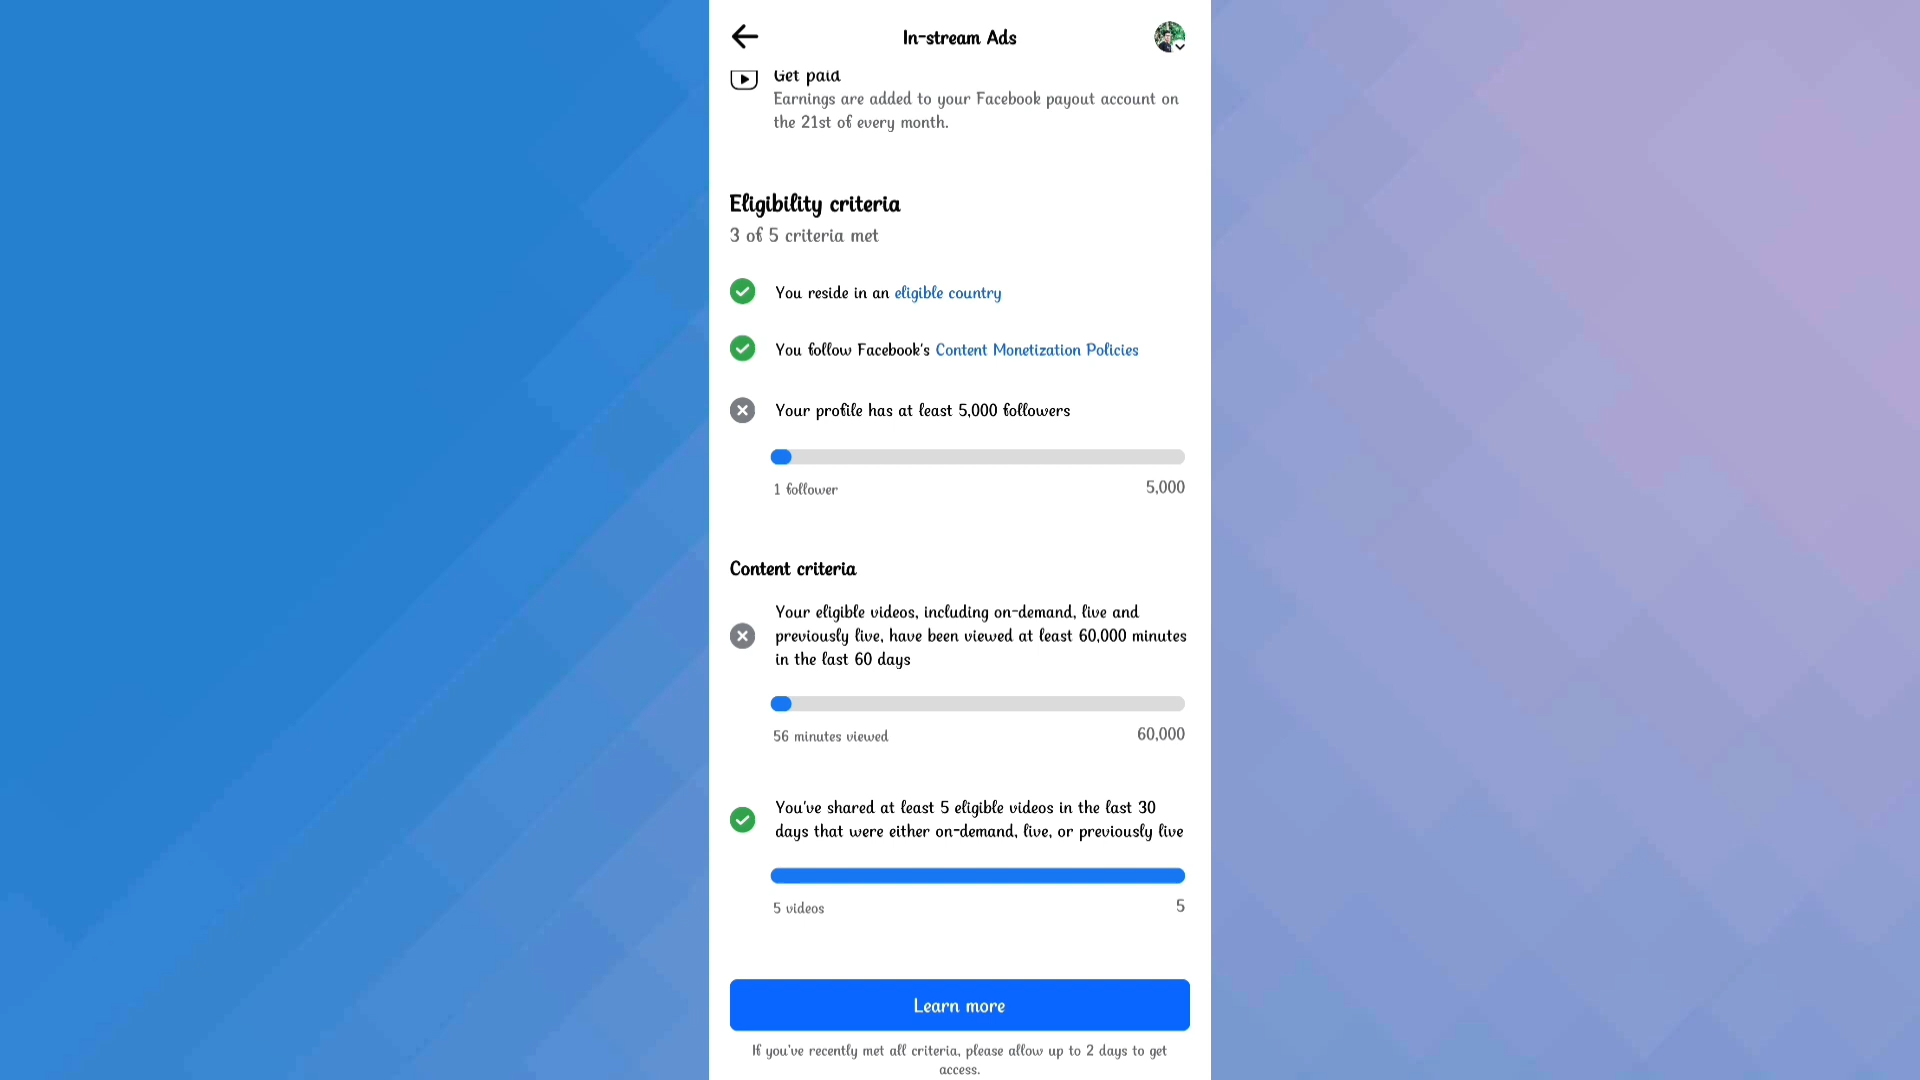 In-stream Ads
Get paid
Earnings are added to your Facebook payout account on
the 21st of every month.
Eligibility criteria
3 of 5 criteria met
You reside in an eligible country
You follow Facebook's Content Monetization Policies
Your profile has at least 5,000 followers
1 follower 5,000
Content criteria
Your eligible videos, including on-demand, live and
previously live, have been viewed at least 60,000 minutes
in the last 60 days
56 minutes viewed 60,000
You've shared at least 5 eligible videos in the last 30
days that were either on-demand, live, or previously live
5 videos 5
Learn more
If you've recently met all criteria, please allow up to 2 days to get
access.